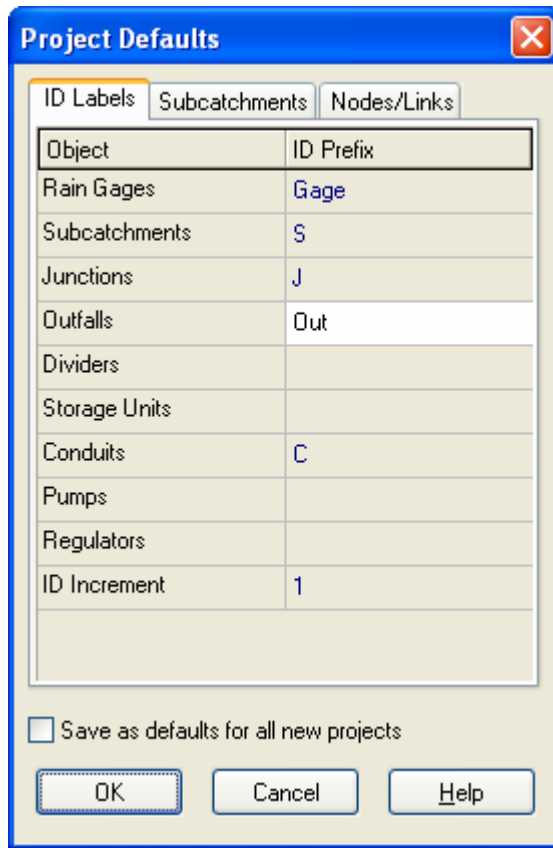 Project Defaults
ID Labels Subcatchments Nodes/Links
Object ID Prefix
Rain Gages Gage
Subcatchments S
Junctions J
Outfalls Out
Dividers
Storage Units
Conduits C
Pumps
Regulators
ID Increment 1
Save as defaults for all new projects
OK Cancel Help